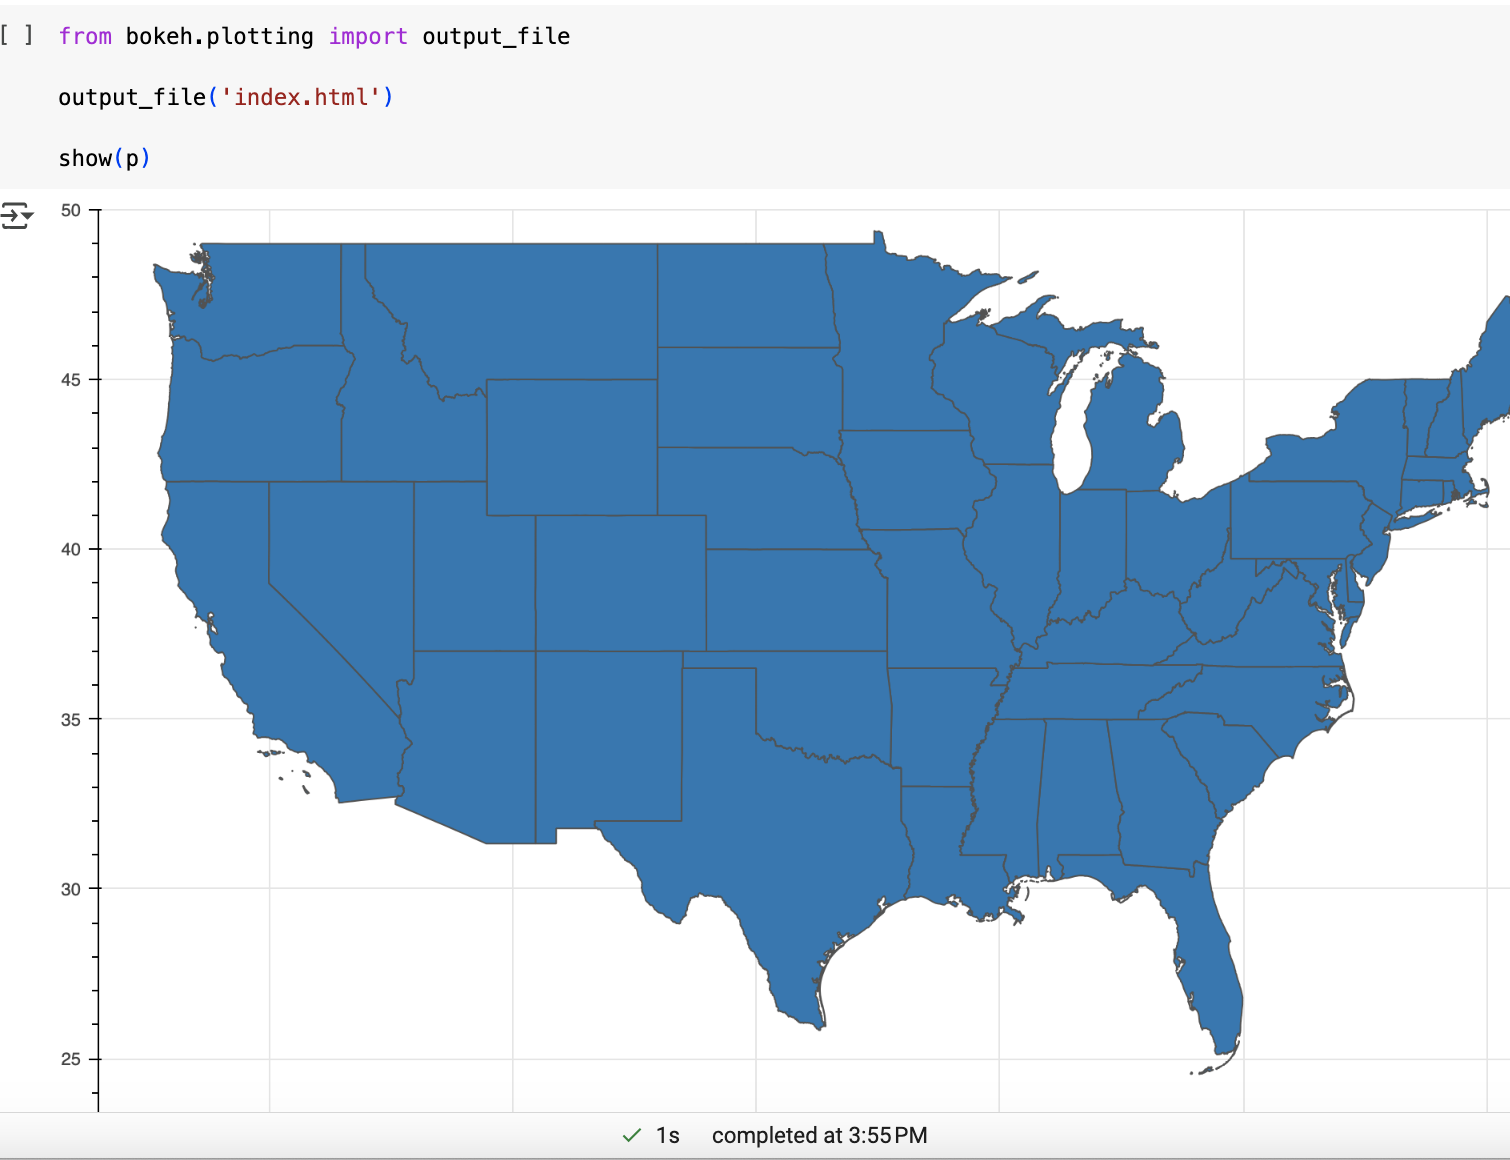 [ ] from bokeh.plotting import output_file
output_file('index.html')
show(p)
50
45
40
35
30
25
1s completed at 3:55 PM